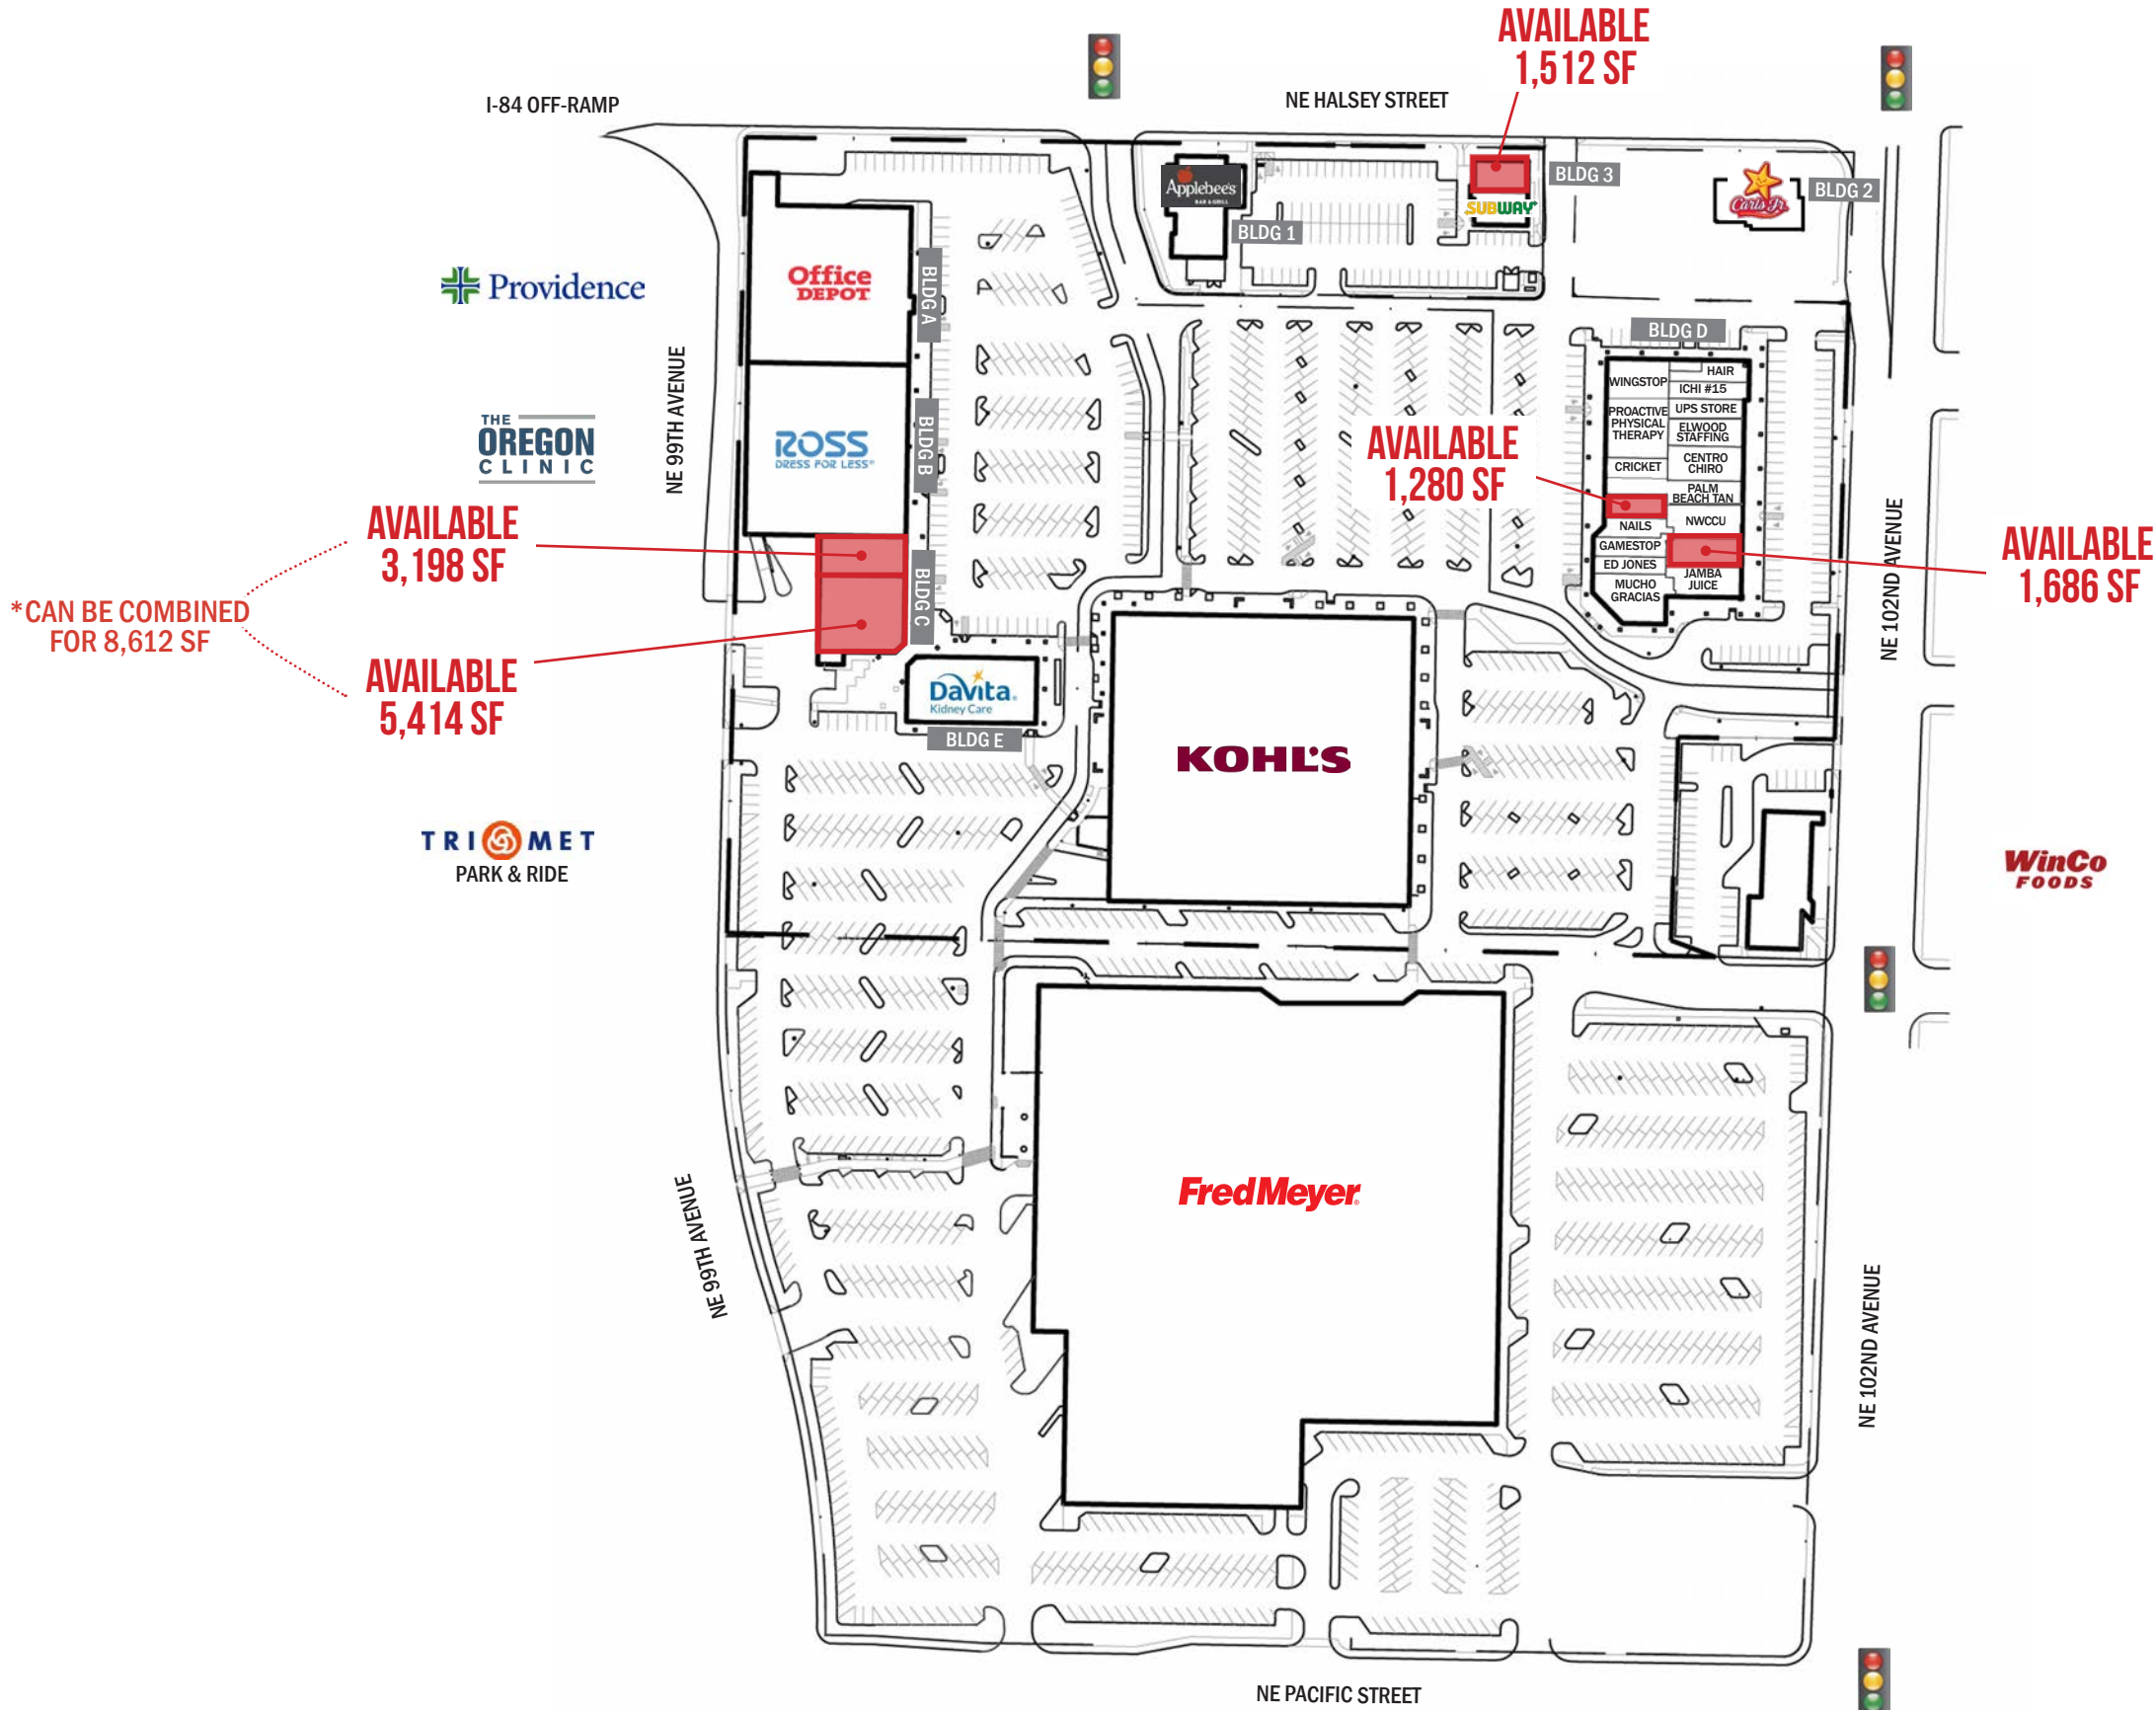 AVAILABLE
1,512 SF
I-84 OFF-RAMP
NE HALSEY STREET
Applebee's
BAR & GRILL
BLDG 1
SUBWAY
BLDG 3
Carl's Jr.
BLDG 2
Providence
Office
DEPOT
BLDG A
NE 99TH AVENUE
THE
OREGON
CLINIC
ROSS
DRESS FOR LESS®
BLDG B
BLDG D
WINGSTOP
HAIR
ICHI #15
PROACTIVE
PHYSICAL
THERAPY
UPS STORE
ELWOOD
STAFFING
CRICKET
CENTRO
CHIRO
PALM
BEACH TAN
NAILS
NWCCU
GAMESTOP
ED JONES
JAMBA
JUICE
MUCHO
GRACIAS
AVAILABLE
1,280 SF
NE 102ND AVENUE
AVAILABLE
1,686 SF
AVAILABLE
3,198 SF
*CAN BE COMBINED
FOR 8,612 SF
AVAILABLE
5,414 SF
BLDG C
DaVita.
Kidney Care
BLDG E
KOHL'S
TRI MET
PARK & RIDE
WinCo
FOODS
NE 99TH AVENUE
FredMeyer
NE 102ND AVENUE
NE PACIFIC STREET